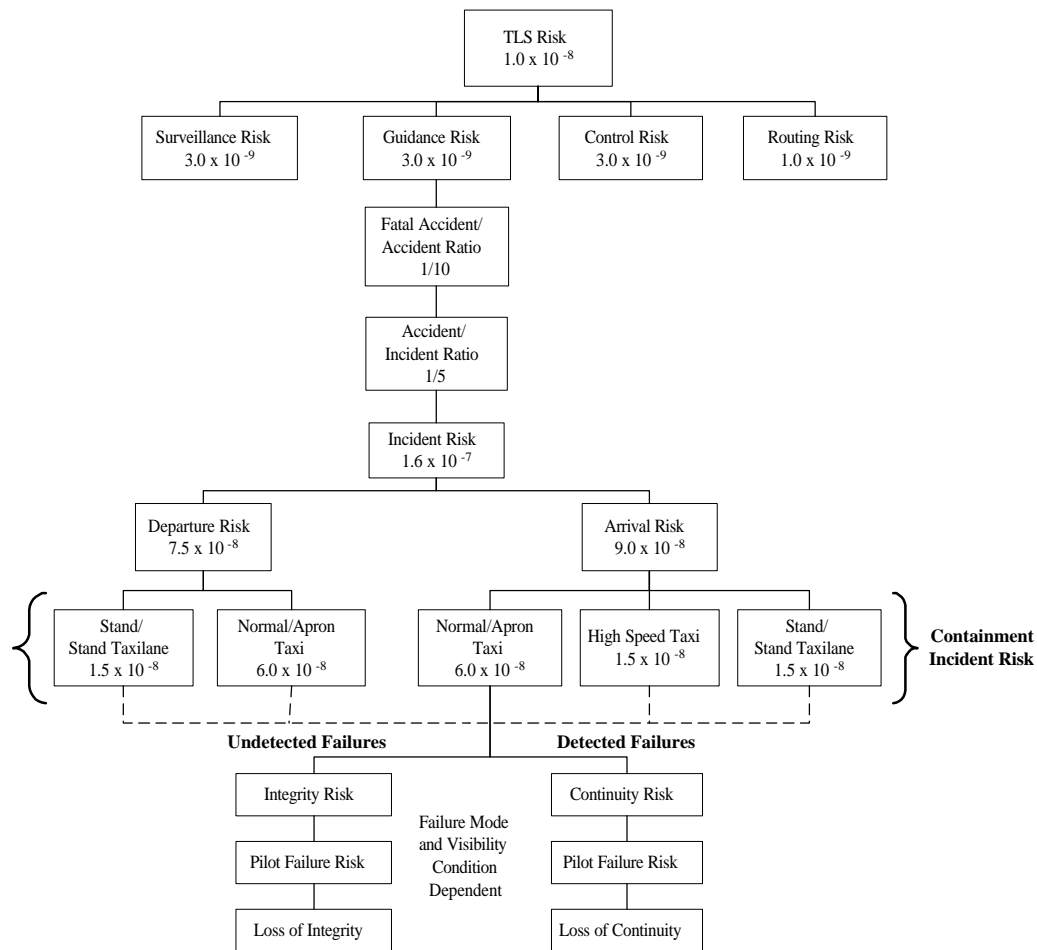 TLS Risk
1.0 x 10 -8
Surveillance Risk
3.0 x 10 -9
Guidance Risk
3.0 x 10 -9
Control Risk
3.0 x 10 -9
Routing Risk
1.0 x 10 -9
Fatal Accident/
Accident Ratio
1/10
Accident/
Incident Ratio
1/5
Incident Risk
1.6 x 10 -7
Departure Risk
7.5 x 10 -8
Arrival Risk
9.0 x 10 -8
Stand/
Stand Taxilane
1.5 x 10 -8
Normal/Apron
Taxi
6.0 x 10 -8
Normal/Apron
Taxi
6.0 x 10 -8
High Speed Taxi
1.5 x 10 -8
Stand/
Stand Taxilane
1.5 x 10 -8
Containment
Incident Risk
Undetected Failures
Detected Failures
Integrity Risk
Continuity Risk
Failure Mode
and Visibility
Condition
Dependent
Pilot Failure Risk
Pilot Failure Risk
Loss of Integrity
Loss of Continuity